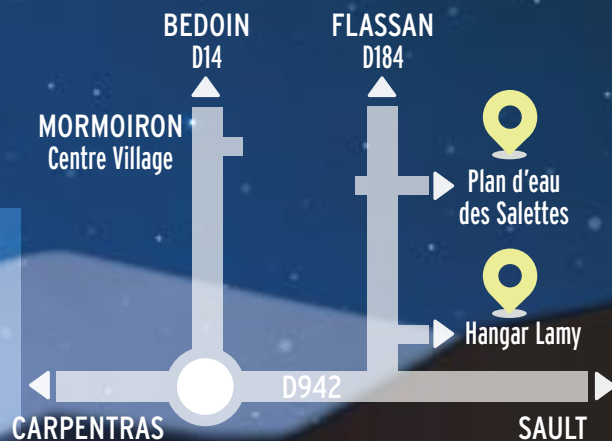 BEDOIN
D14
FLASSAN
D184
MORMOIRON
Centre Village
Plan d'eau
des Salettes
Hangar Lamy
D942
CARPENTRAS
SAULT